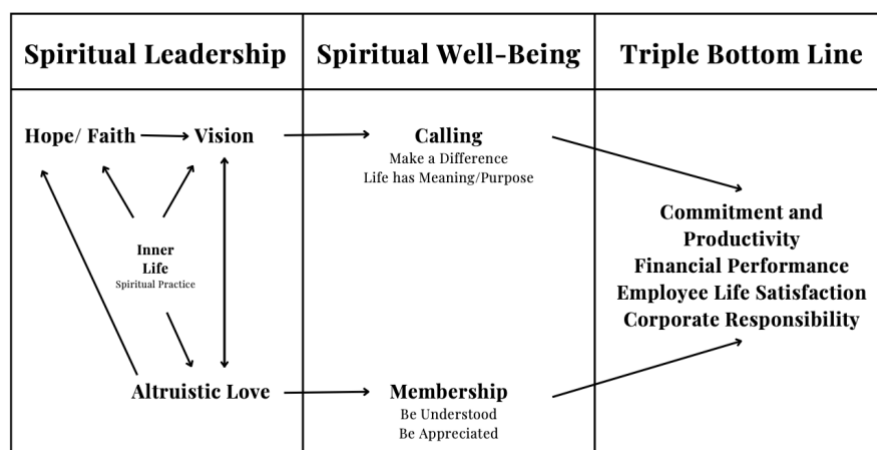 Spiritual Leadership
Spiritual Well-Being
Triple Bottom Line
Hope/ Faith
Vision
Inner
Life
Spiritual Practice
Altruistic Love
Calling
Make a Difference
Life has Meaning/Purpose
Membership
Be Understood
Be Appreciated
Commitment and
Productivity
Financial Performance
Employee Life Satisfaction
Corporate Responsibility